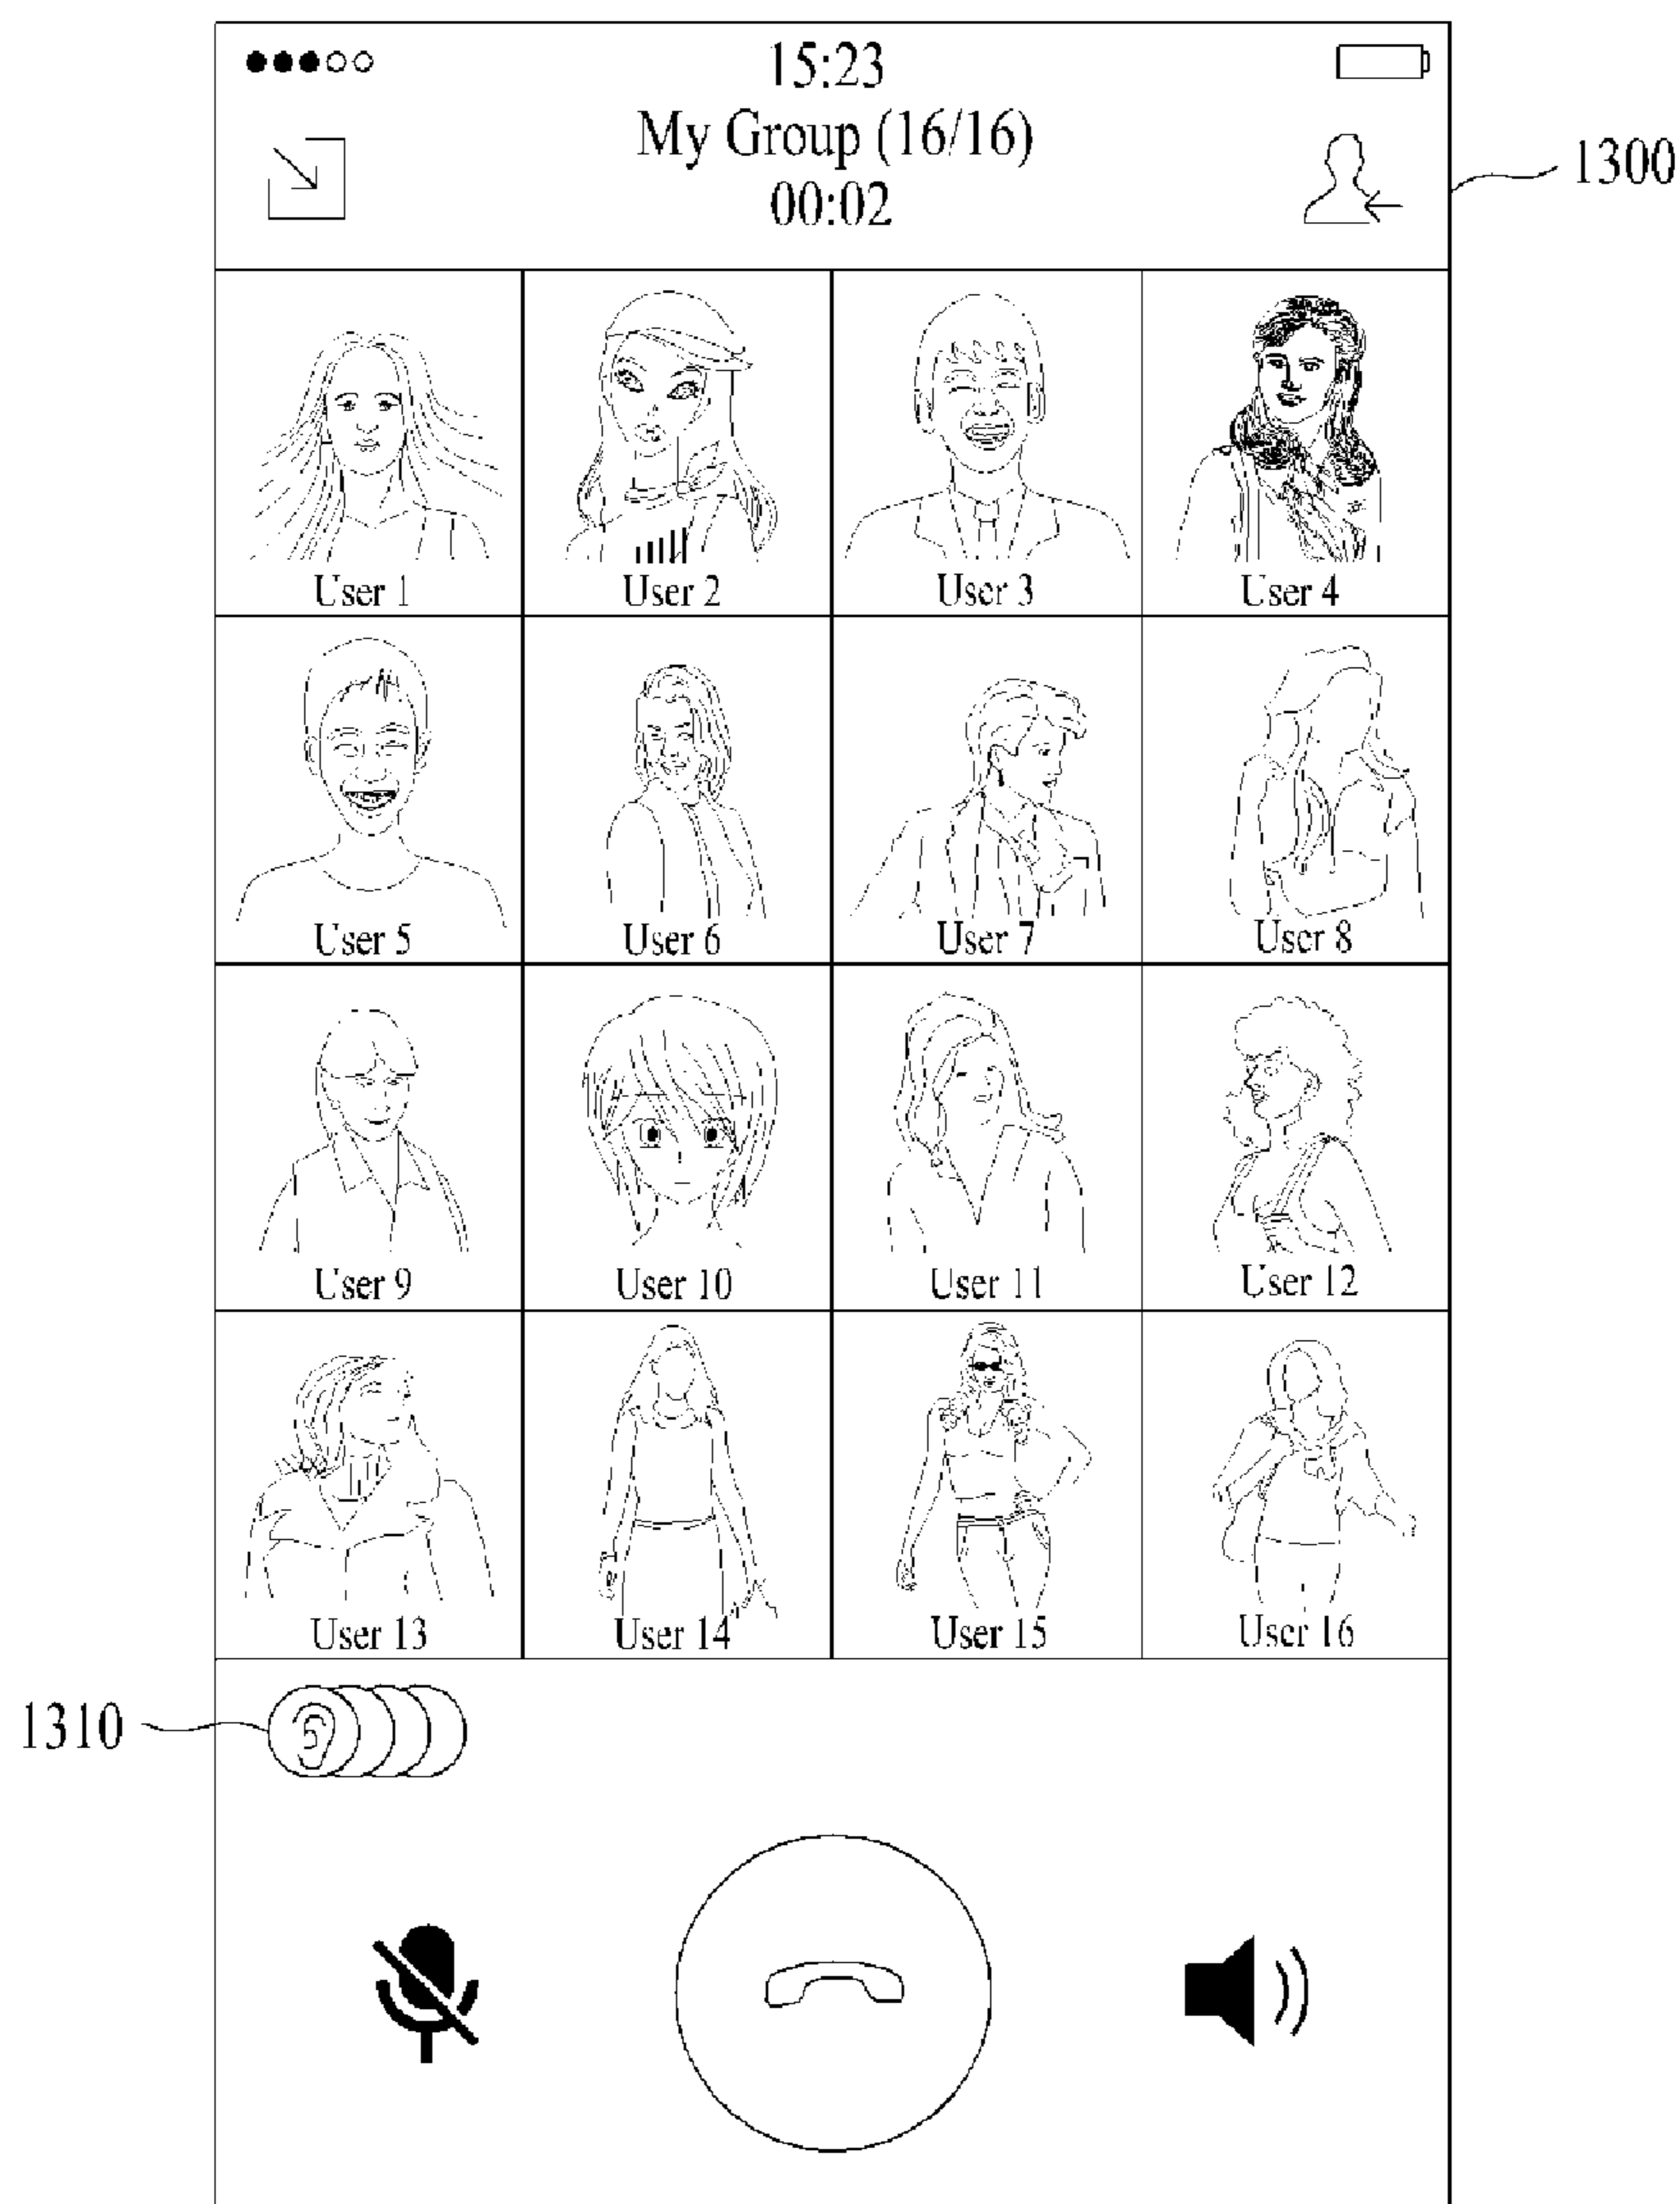 15:23
My Group (16/16)
00:02
1300
User 1 User 2 User 3 User 4
User 5 User 6 User 7 User 8
User 9 User 10 User 11 User 12
User 13 User 14 User 15 User 16
1310